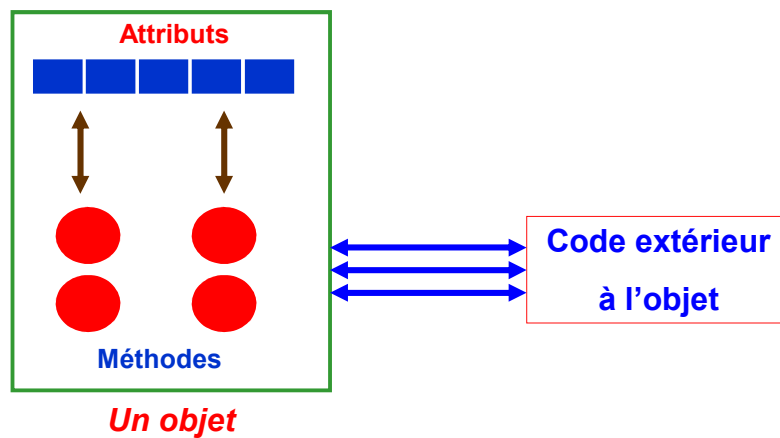 Attributs
Code extérieur
à l’objet
Méthodes
Un objet